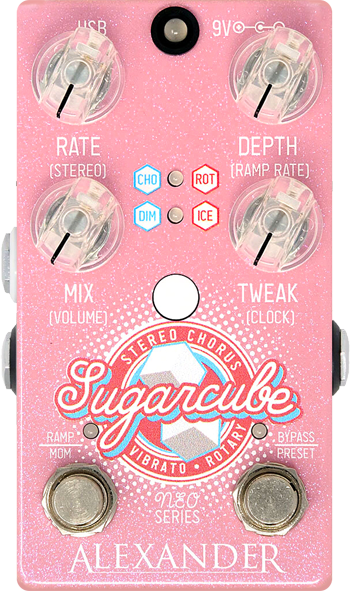 USB 9V
RATE DEPTH
(STEREO) (RAMP RATE)
CHO ROT
DIM ICE
MIX TWEAK
(VOLUME) (CLOCK)
STEREO CHORUS
Sugarcube
VIBRATO • ROTARY
RAMP BYPASS
MOM PRESET
NEO
SERIES
ALEXANDER